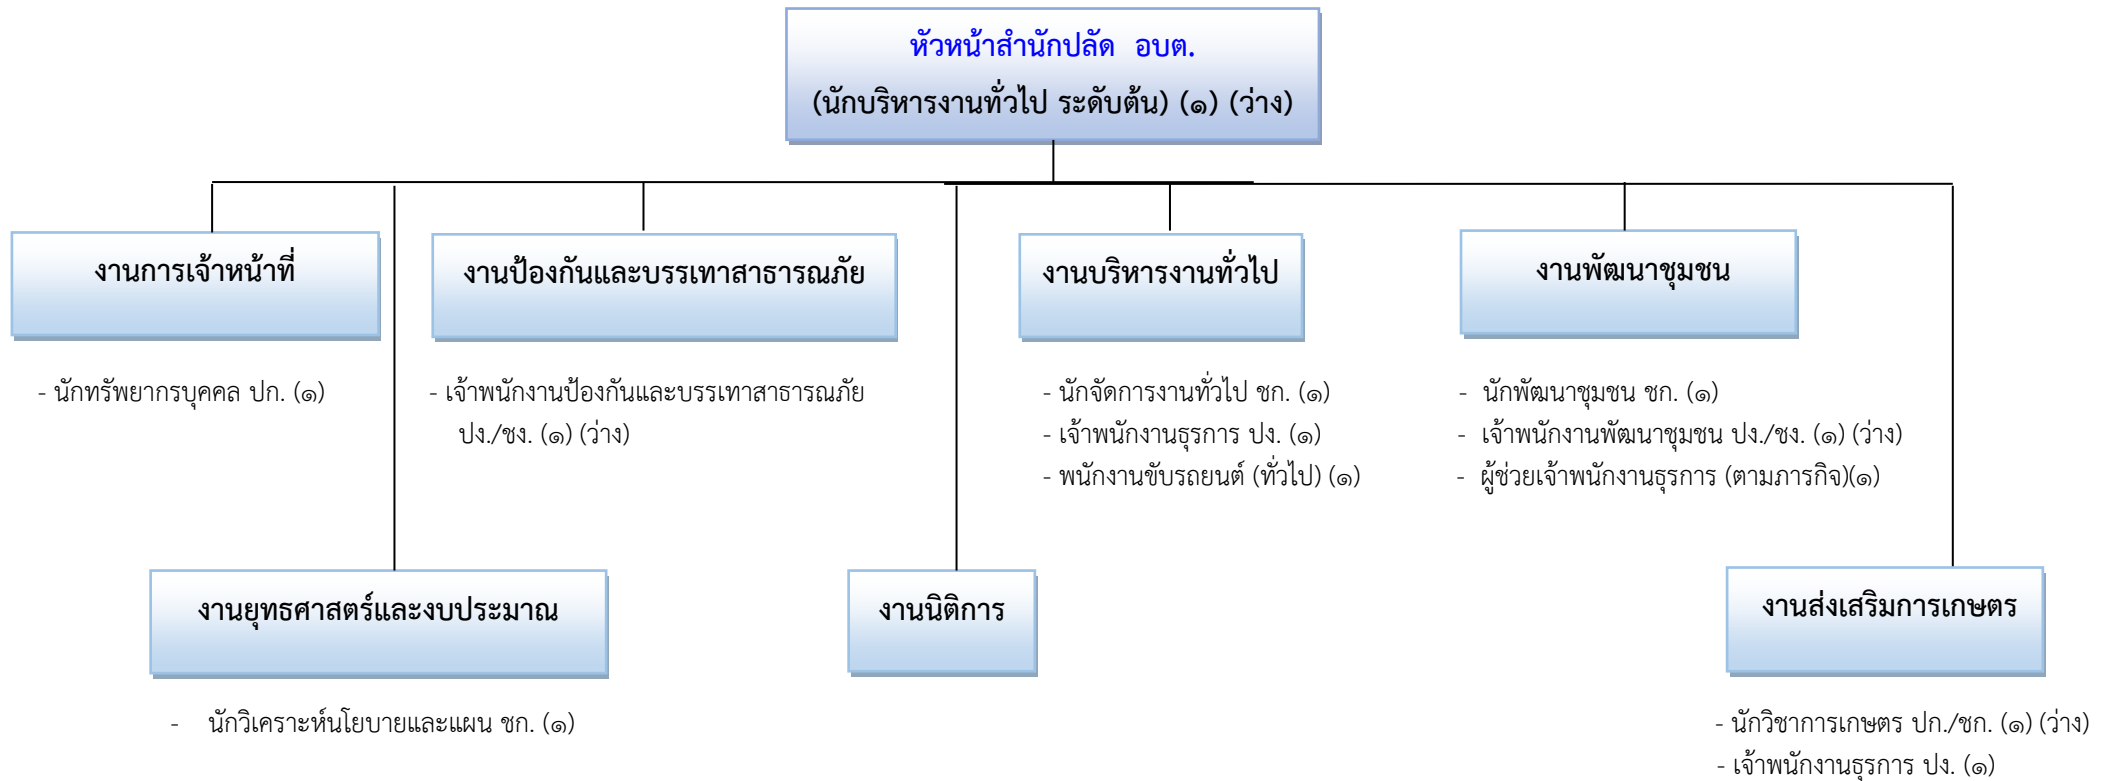 หัวหน้าสำนักปลัด อบต.
(นักบริหารงานทั่วไป ระดับต้น) (๑) (ว่าง)
งานการเจ้าหน้าที่
- นักทรัพยากรบุคคล ปก. (๑)
งานป้องกันและบรรเทาสาธารณภัย
- เจ้าพนักงานป้องกันและบรรเทาสาธารณภัย
ปง./ชง. (๑) (ว่าง)
งานบริหารงานทั่วไป
- นักจัดการงานทั่วไป ชก. (๑)
- เจ้าพนักงานธุรการ ปง. (๑)
- พนักงานขับรถยนต์ (ทั่วไป) (๑)
งานพัฒนาชุมชน
- นักพัฒนาชุมชน ชก. (๑)
- เจ้าพนักงานพัฒนาชุมชน ปง./ชง. (๑) (ว่าง)
- ผู้ช่วยเจ้าพนักงานธุรการ (ตามภารกิจ)(๑)
งานยุทธศาสตร์และงบประมาณ
- นักวิเคราะห์นโยบายและแผน ชก. (๑)
งานนิติการ
งานส่งเสริมการเกษตร
- นักวิชาการเกษตร ปก./ชก. (๑) (ว่าง)
- เจ้าพนักงานธุรการ ปง. (๑)